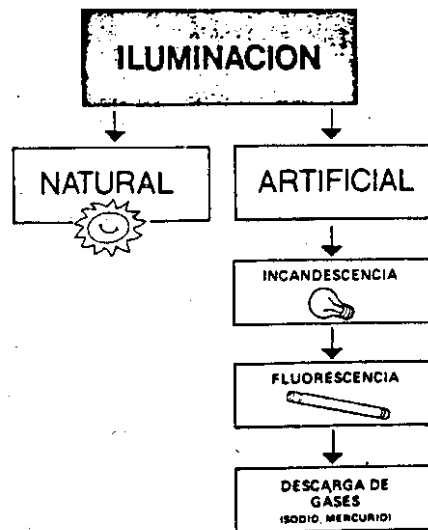 ILUMINACION
NATURAL
ARTIFICIAL
INCANDESCENCIA
FLUORESCENCIA
DESCARGA DE
GASES
(SODIO, MERCURIO)